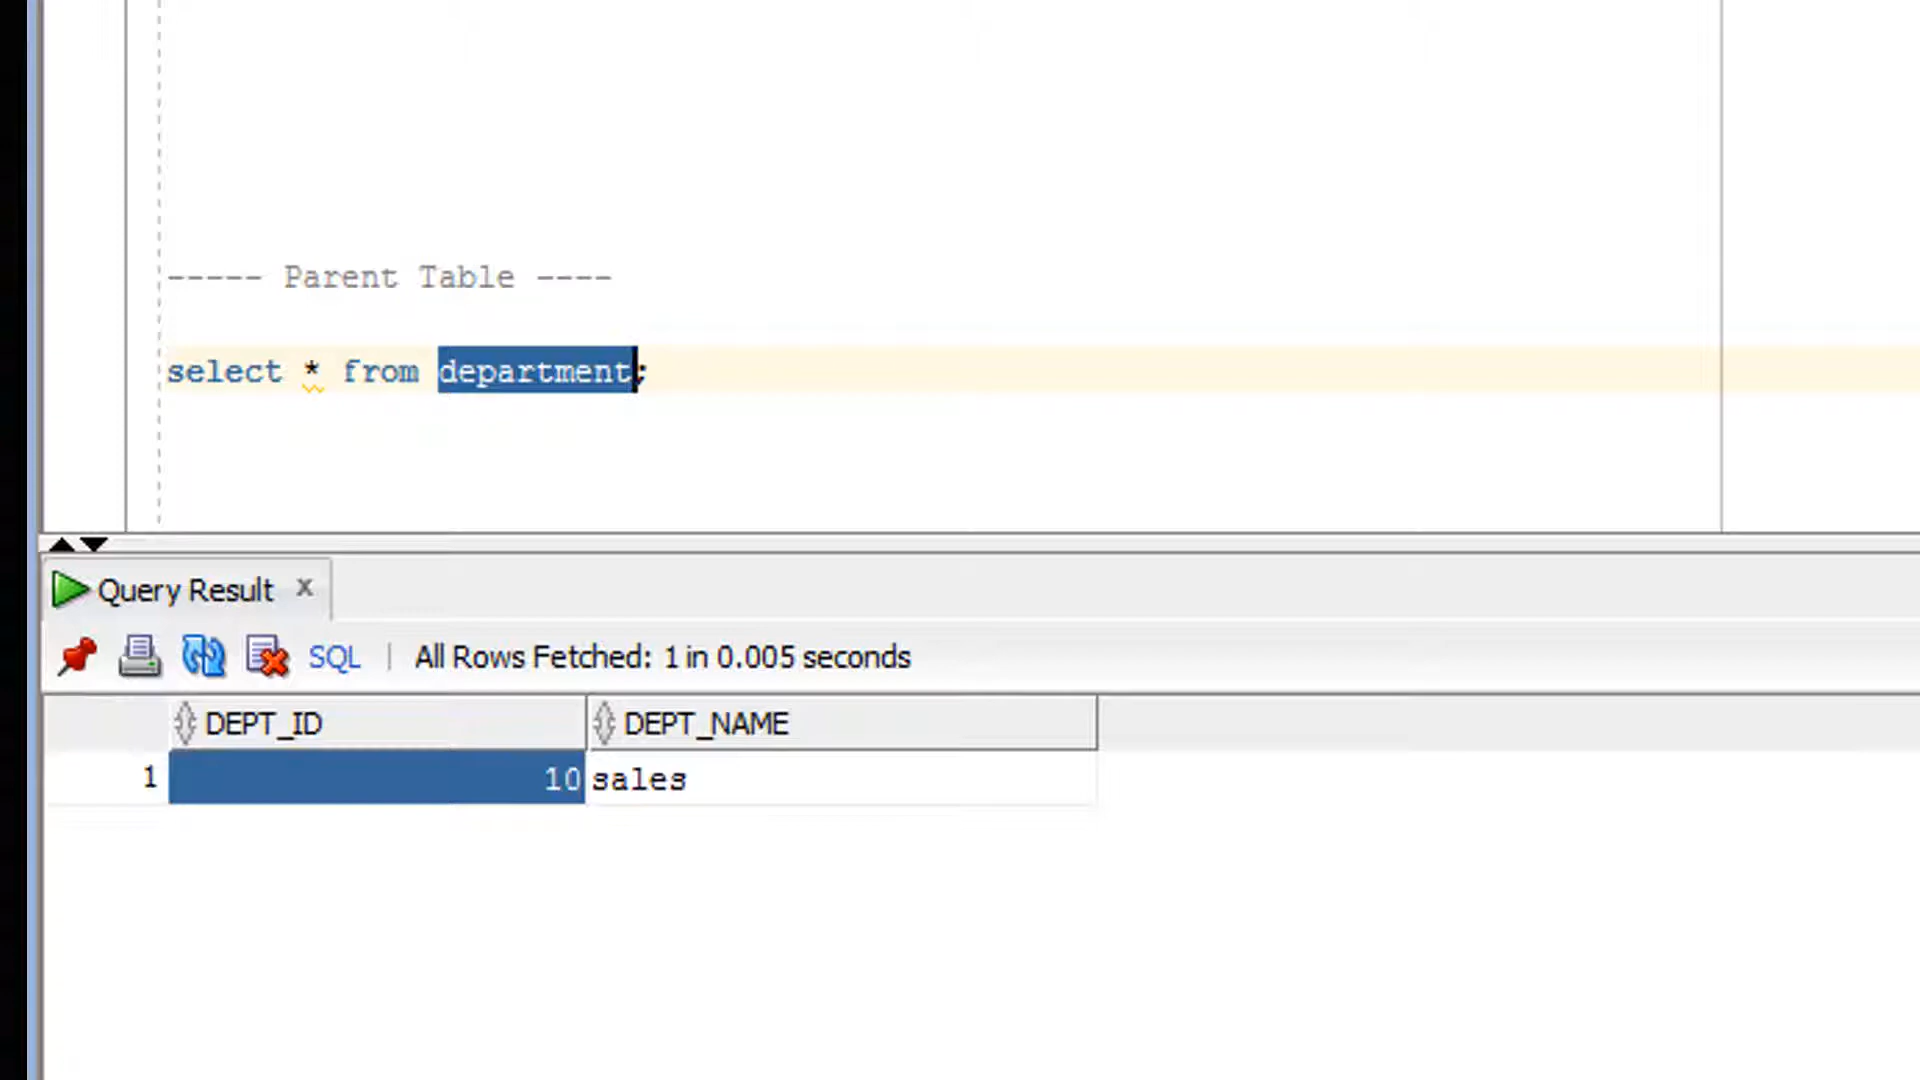 ----- Parent Table ----
select * from department;
Query Result x
SQL | All Rows Fetched: 1 in 0.005 seconds
DEPT_ID DEPT_NAME
1 10 sales